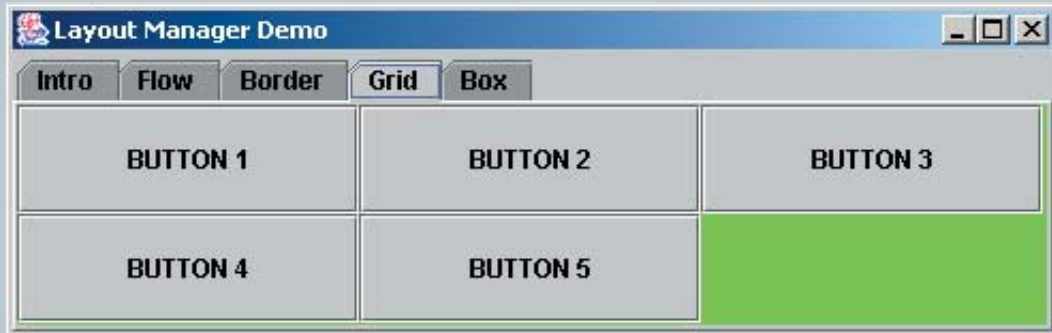 Layout Manager Demo
Intro Flow Border Grid Box
BUTTON 1 BUTTON 2 BUTTON 3
BUTTON 4 BUTTON 5